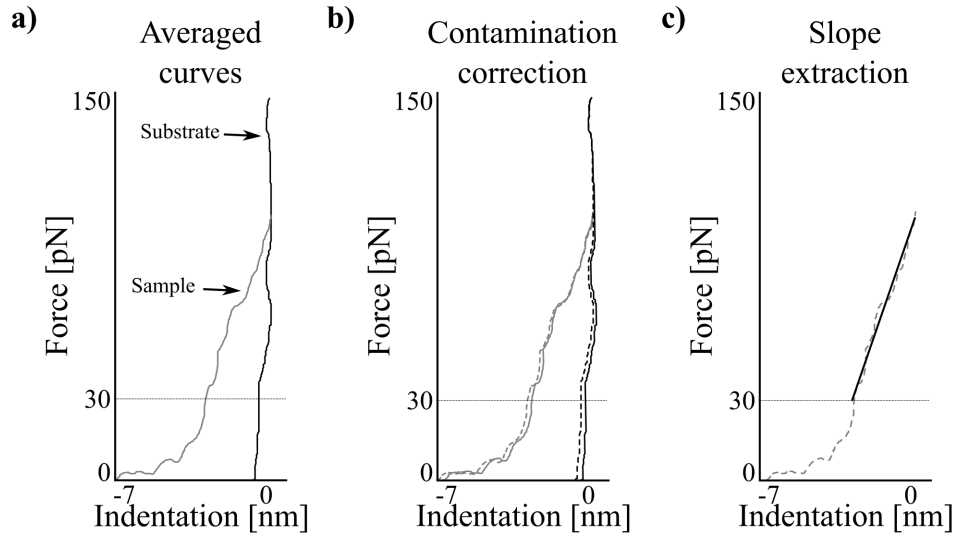 a)
Averaged
curves
150
Substrate
Sample
Force [pN]
30
0
-7
0
Indentation [nm]
b)
Contamination
correction
150
Force [pN]
30
0
-7
0
Indentation [nm]
c)
Slope
extraction
150
Force [pN]
30
0
-7
0
Indentation [nm]